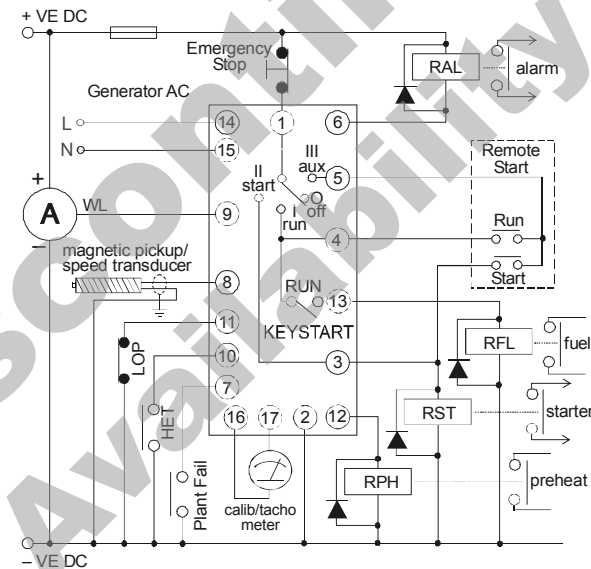 + VE DC
Emergency
Stop
RAL
alarm
Generator AC
L
14
1
6
N
15
III
aux
5
Remote
Start
II
start
O
off
+
A
WL
9
I
run
4
Run
magnetic pickup/
speed transducer
Start
–
8
RUN
13
11
KEYSTART
RFL
fuel
LOP
10
3
7
RST
starter
HET
16
17
2
12
Plant Fail
RPH
preheat
calib/tacho
meter
– VE DC
scontin
Availability